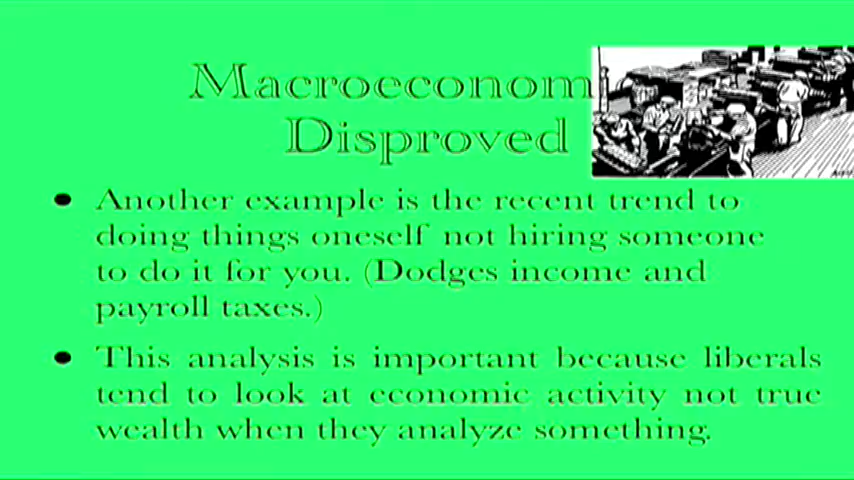 Macroeconomi
Disproved
• Another example is the recent trend to
doing things oneself not hiring someone
to do it for you. (Dodges income and
payroll taxes.)
• This analysis is important because liberals
tend to look at economic activity not true
wealth when they analyze something.